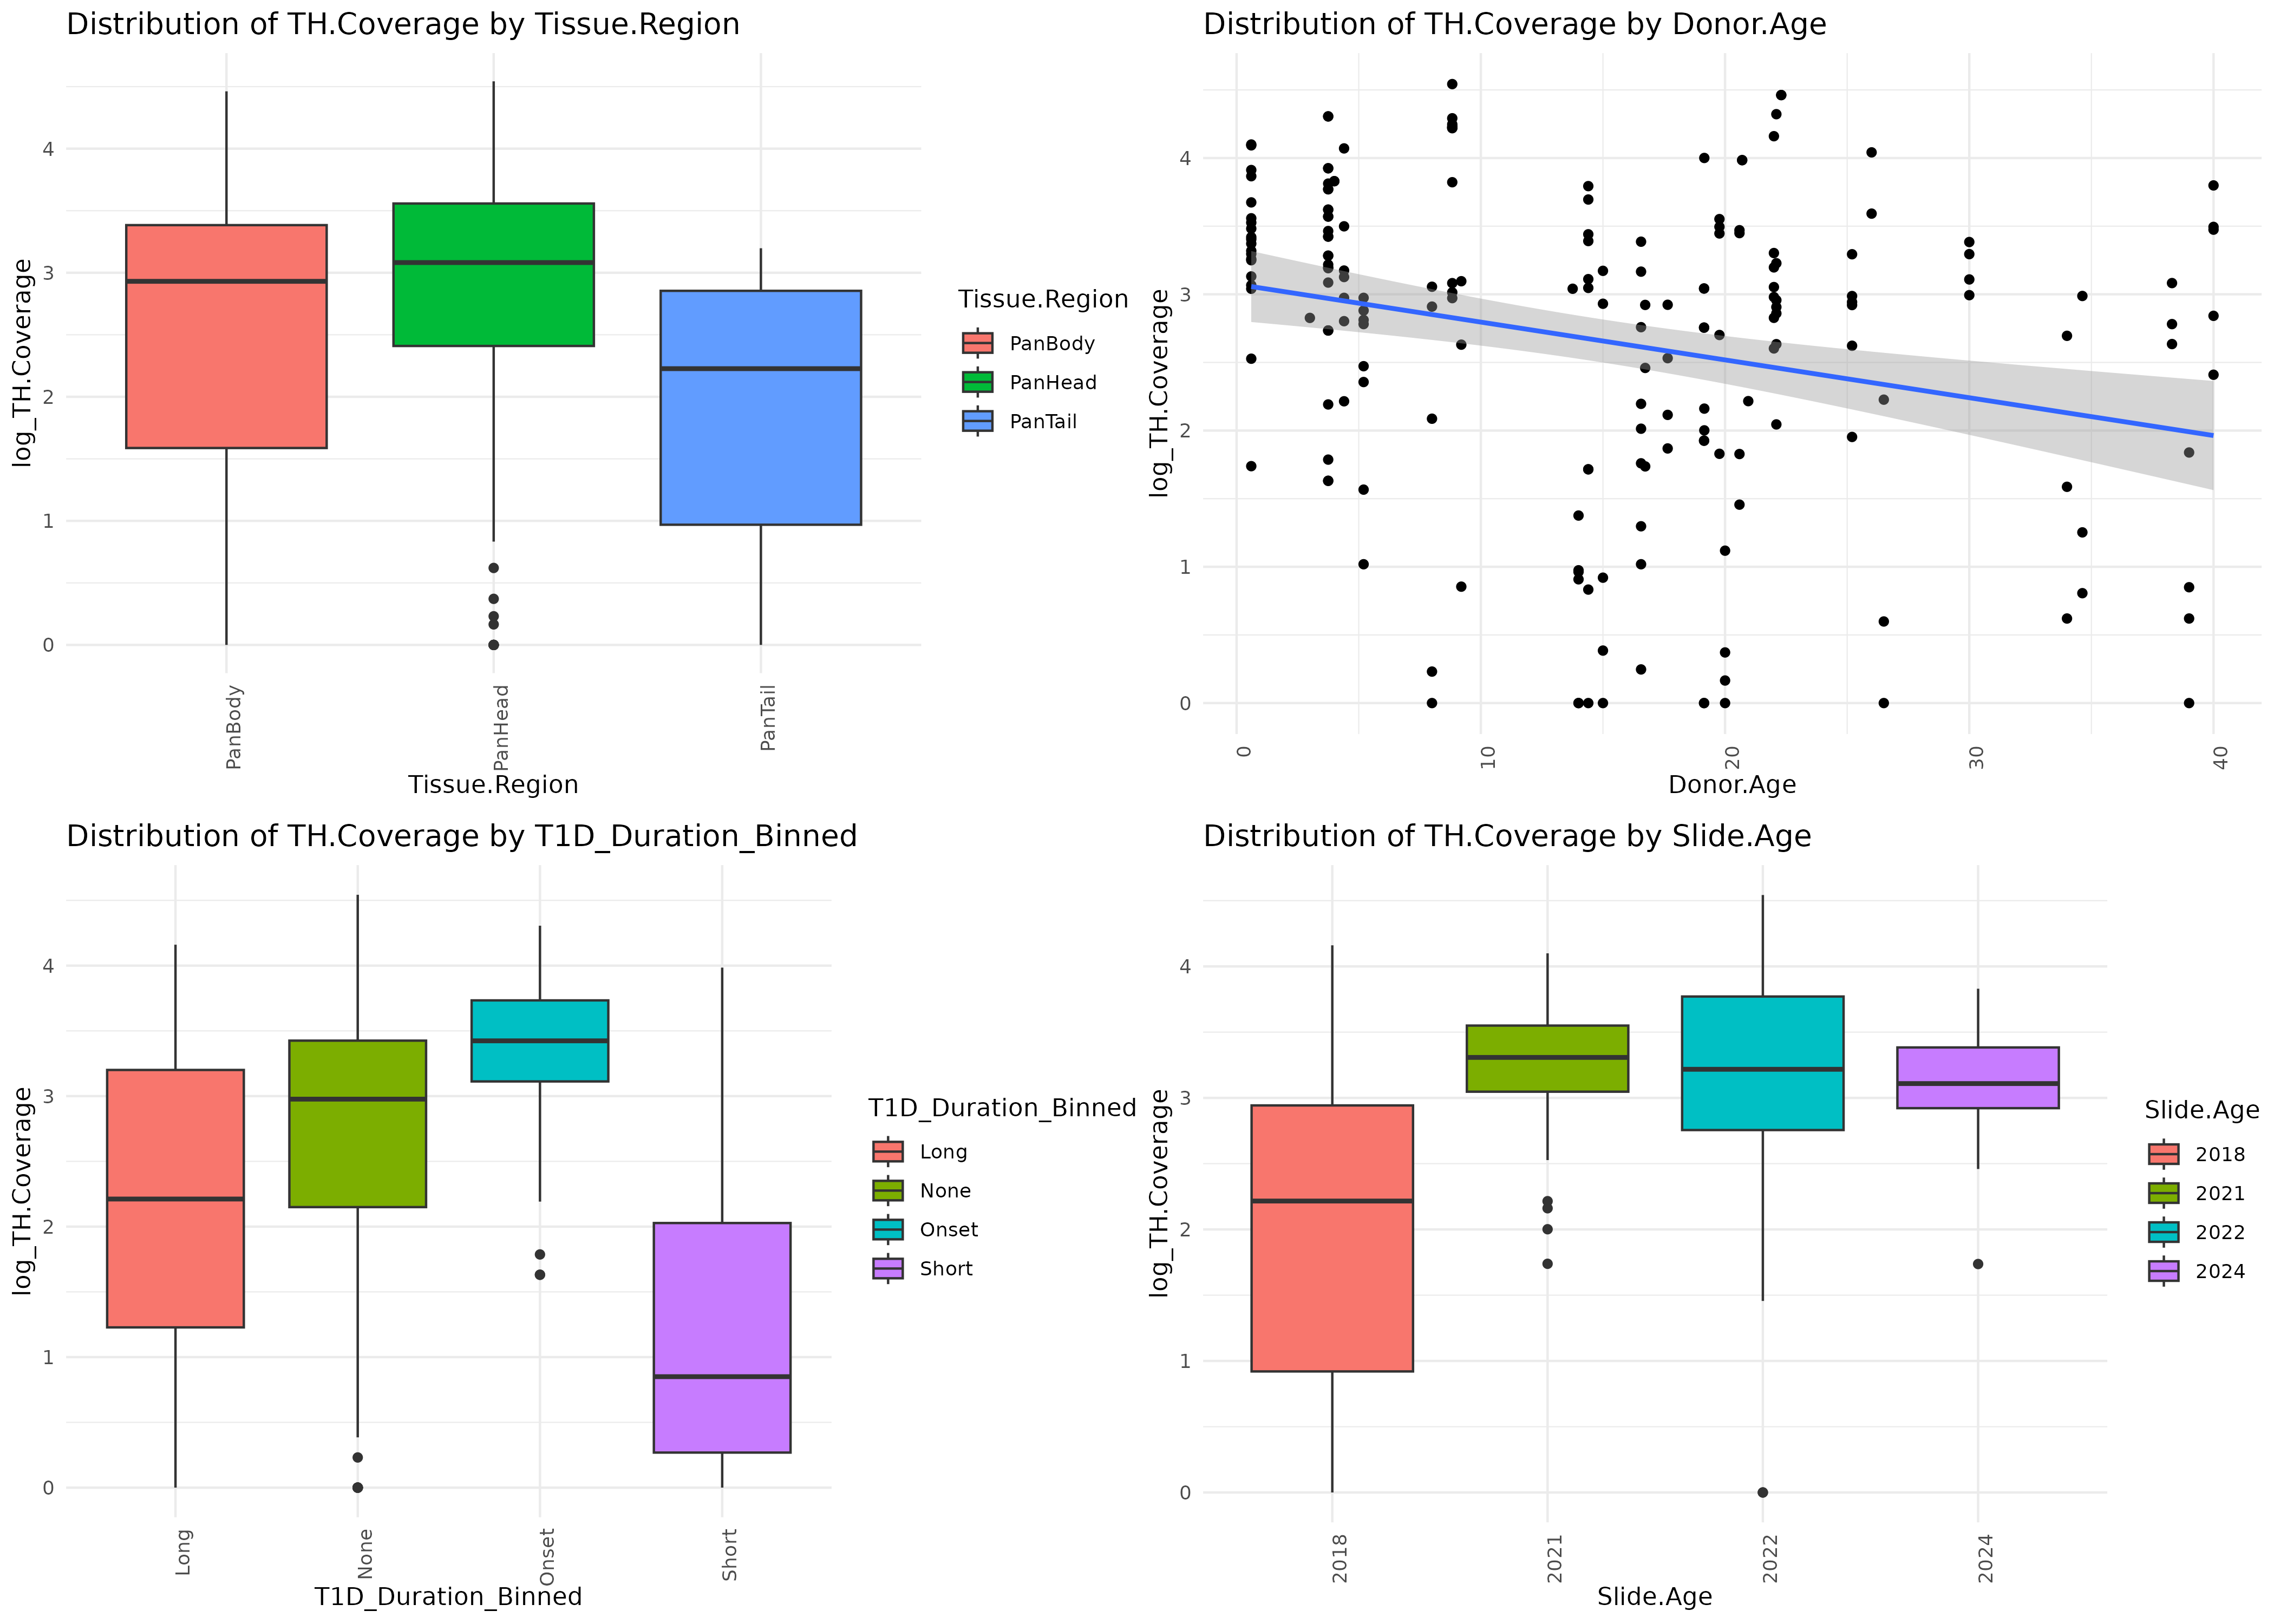 Distribution of TH.Coverage by Tissue.Region
log_TH.Coverage
4
3
2
1
0
PanBody
PanHead
PanTail
Tissue.Region
Tissue.Region
PanBody
PanHead
PanTail
Distribution of TH.Coverage by Donor.Age
log_TH.Coverage
4
3
2
1
0
0
10
20
30
40
Donor.Age
Distribution of TH.Coverage by T1D_Duration_Binned
log_TH.Coverage
4
3
2
1
0
Long
None
Onset
Short
T1D_Duration_Binned
T1D_Duration_Binned
Long
None
Onset
Short
Distribution of TH.Coverage by Slide.Age
log_TH.Coverage
4
3
2
1
0
2018
2021
2022
2024
Slide.Age
Slide.Age
2018
2021
2022
2024